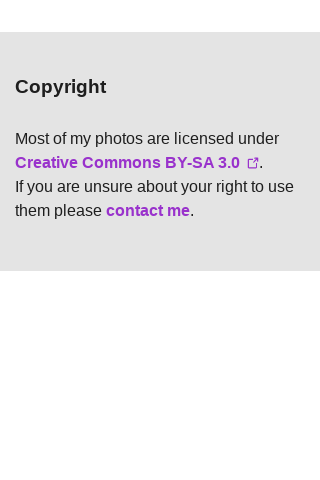 Copyright
Most of my photos are licensed under
Creative Commons BY-SA 3.0 .
If you are unsure about your right to use
them please contact me.